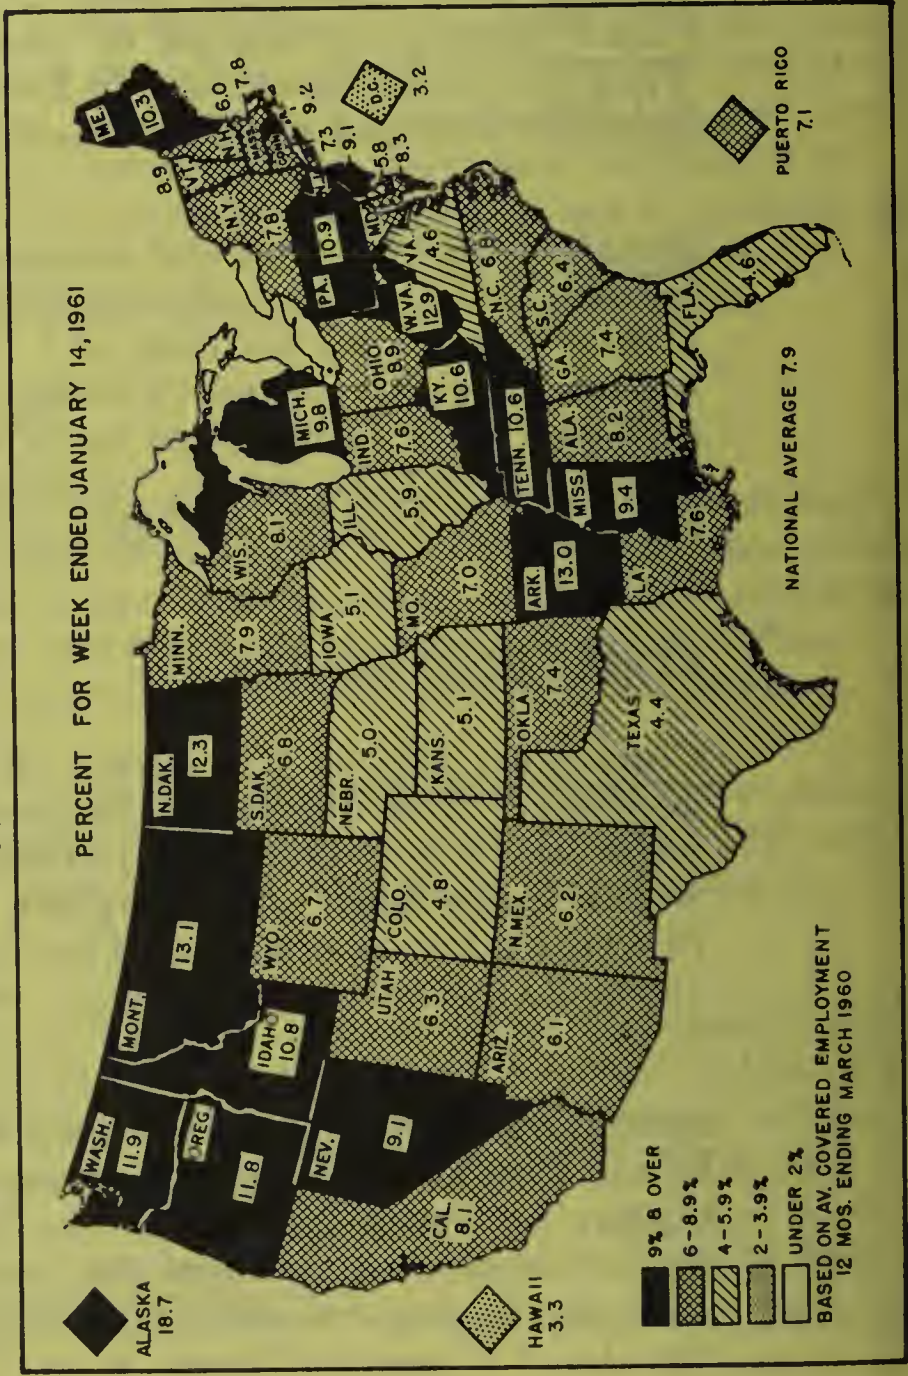 PERCENT FOR WEEK ENDED JANUARY 14, 1961
WASH.
11.9
OREG
11.8
MONT.
13.1
IDAHO
10.8
NEV.
9.1
CAL.
8.1
WYO.
6.7
UTAH
6.3
COLO.
4.8
ARIZ.
6.1
N.MEX.
6.2
N.DAK.
12.3
S.DAK.
6.8
NEBR.
5.0
KANS.
5.1
OKLA
7.4
TEXAS
4.4
MINN.
7.9
IOWA
5.1
MO.
7.0
ARK.
13.0
LA.
7.6
WIS.
8.1
ILL.
5.9
MICH.
9.8
IND.
7.6
OHIO
8.9
KY.
10.6
TENN. 10.6
MISS.
9.4
ALA.
8.2
GA.
7.4
FLA.
4.6
S.C.
6.4
N.C. 6.8
VA.
4.6
W.VA.
12.9
MD.
PA.
10.9
N.Y.
7.8
VT.
8.9
N.H.
ME.
10.3
6.0
7.8
MASS.
CONN.
9.2
7.3
9.1
5.8
8.3
D.C.
3.2
PUERTO RICO
7.1
ALASKA
18.7
HAWAII
3.3
NATIONAL AVERAGE 7.9
9% & OVER
6-8.9%
4-5.9%
2-3.9%
UNDER 2%
BASED ON AV. COVERED EMPLOYMENT
12 MOS. ENDING MARCH 1960